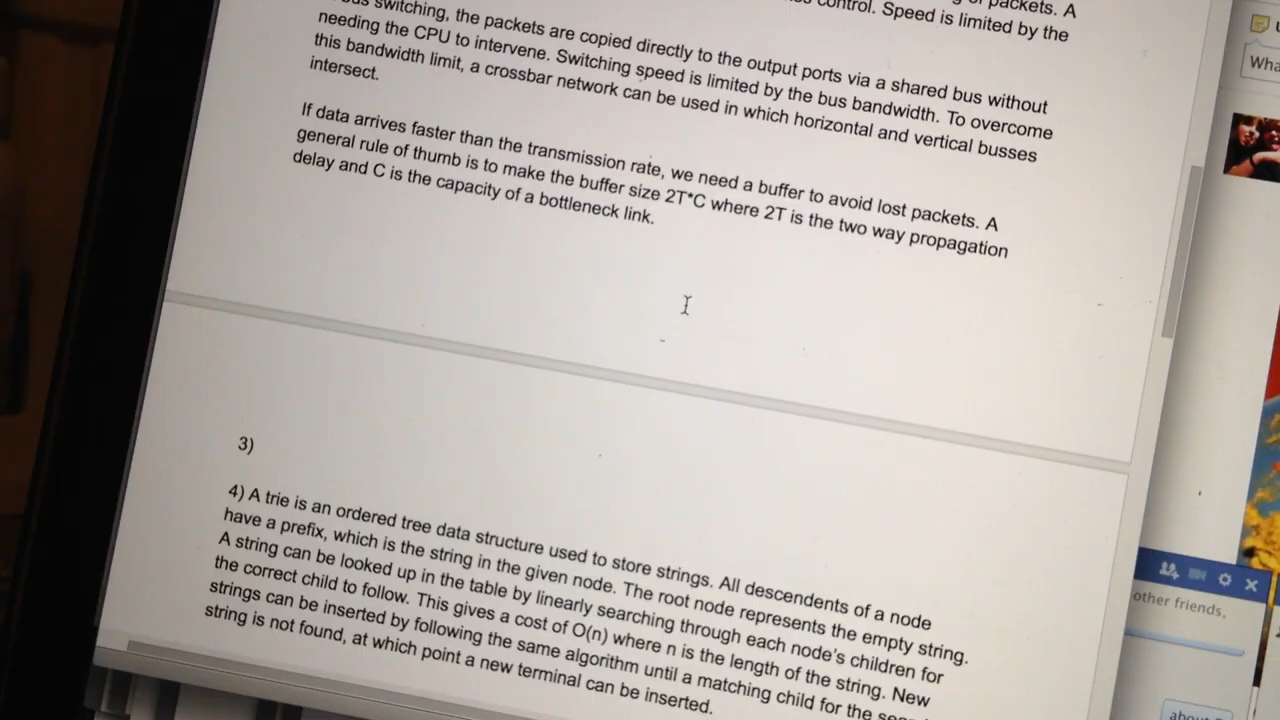 packets. A
control. Speed is limited by the
switching, the packets are copied directly to the output ports via a shared bus without
needing the CPU to intervene. Switching speed is limited by the bus bandwidth. To overcome
this bandwidth limit, a crossbar network can be used in which horizontal and vertical busses
intersect.
If data arrives faster than the transmission rate, we need a buffer to avoid lost packets. A
general rule of thumb is to make the buffer size 2T*C where 2T is the two way propagation
delay and C is the capacity of a bottleneck link.
3)
4) A trie is an ordered tree data structure used to store strings. All descendents of a node
have a prefix, which is the string in the given node. The root node represents the empty string.
A string can be looked up in the table by linearly searching through each node's children for
the correct child to follow. This gives a cost of O(n) where n is the length of the string. New
strings can be inserted by following the same algorithm until a matching child for the
string is not found, at which point a new terminal can be inserted.
other friends,